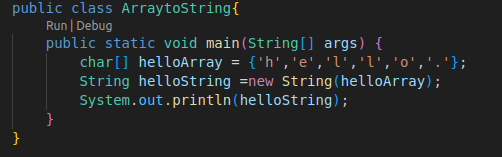 public class ArraytoString{
Run | Debug
public static void main(String[] args) {
char[] helloArray = {'h','e','l','l','o','.'};
String helloString =new String(helloArray);
System.out.println(helloString);
}
}